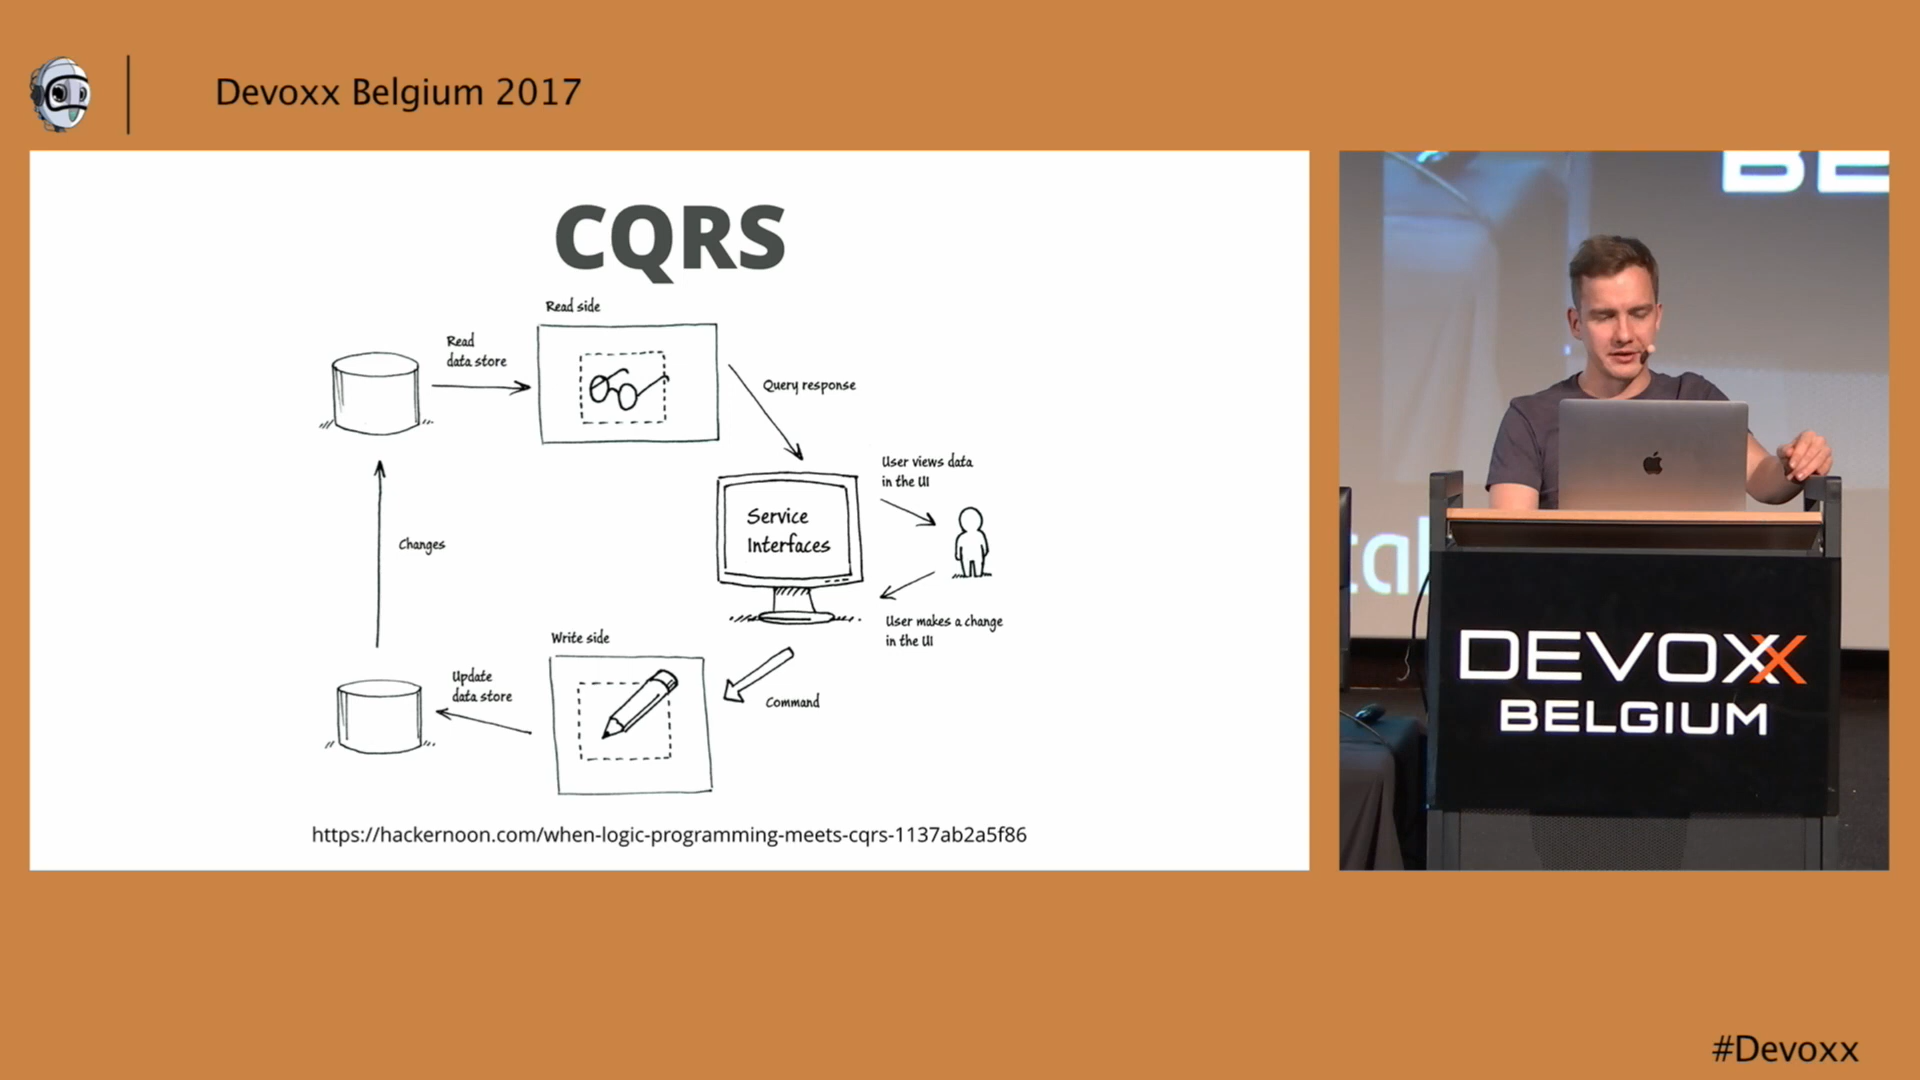 Devoxx Belgium 2017
CQRS
Read side
Read
data store
Query response
User views data
in the UI
Service
Interfaces
Changes
User makes a change
in the UI
Write side
Update
data store
Command
https://hackernoon.com/when-logic-programming-meets-cqrs-1137ab2a5f86
BE
tal
DEVOXX
BELGIUM
#Devoxx